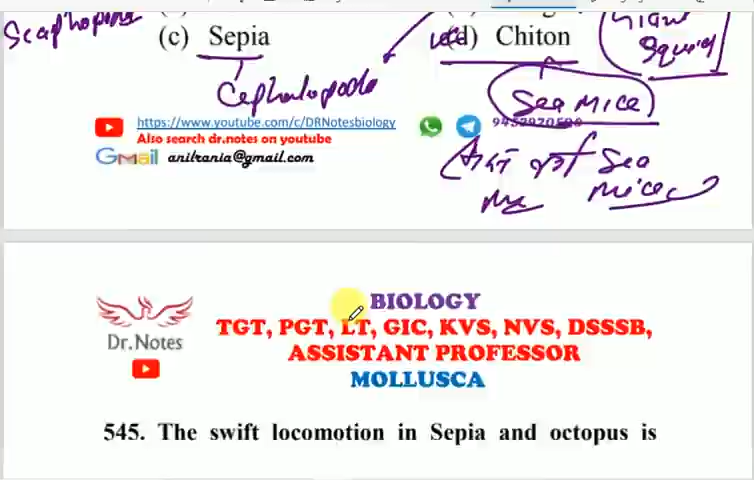 Scaphopoda
(c) Sepia
(d) Chiton
Giant
Squid
Cephalopoda
Sea Mice
https://www.youtube.com/c/DRNotesbiology
Also search dr.notes on youtube
Gmail anilrania@gmail.com
Sea
Mice
BIOLOGY
TGT, PGT, LT, GIC, KVS, NVS, DSSSB,
ASSISTANT PROFESSOR
MOLLUSCA
Dr.Notes
545. The swift locomotion in Sepia and octopus is